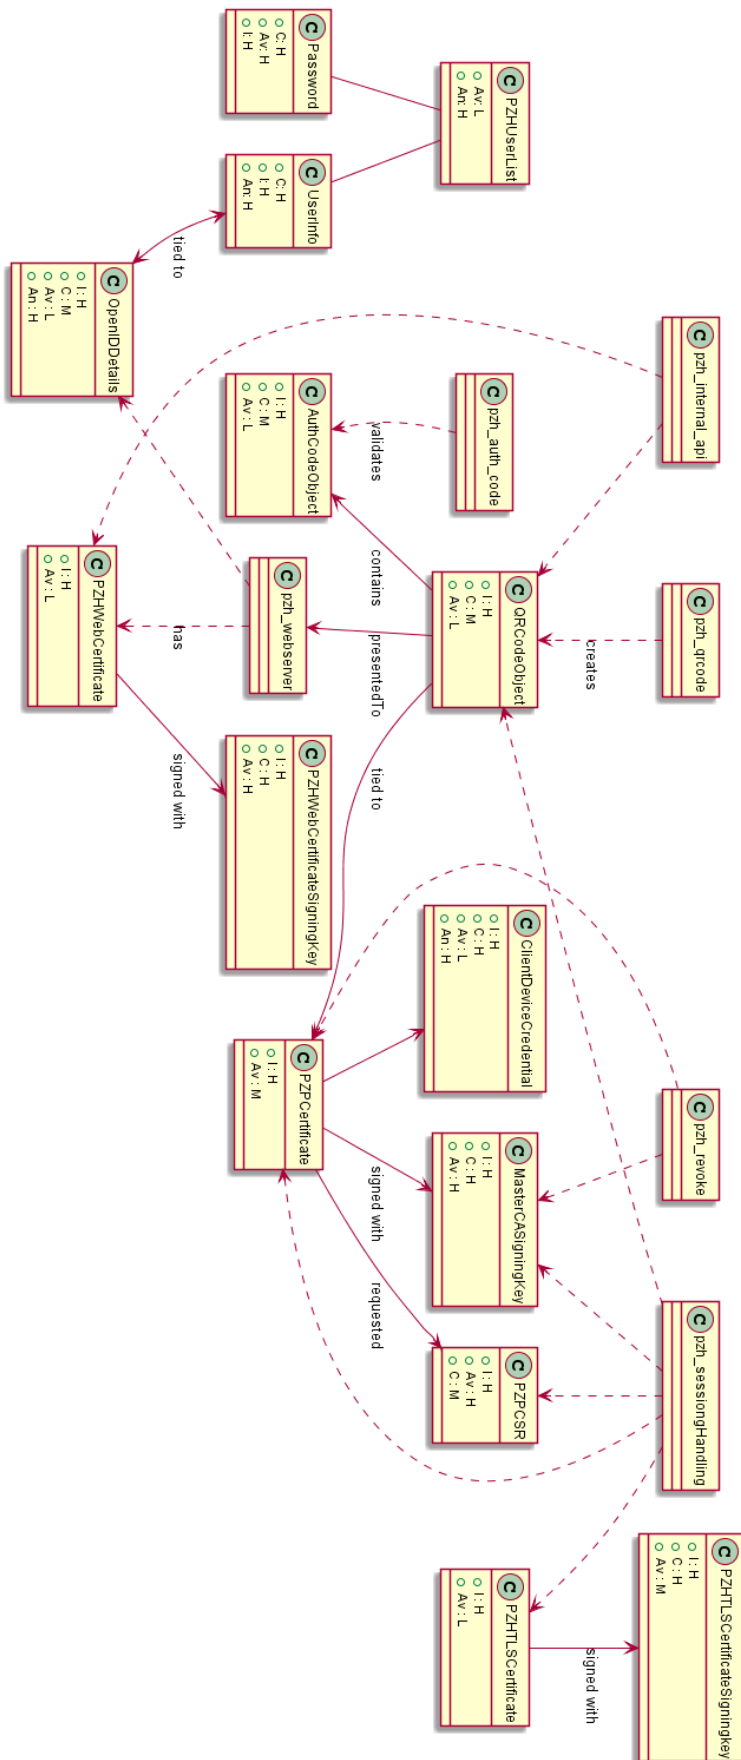 C PZHUserList
Av: L
An: H
C Password
C: H
Av: H
I: H
C UserInfo
C: H
I: H
An: H
tied to
C OpenIDDetails
I : H
C : M
Av : L
An : H
C pzh_internal_api
C pzh_auth_code
validates
C AuthCodeObject
I : H
C : M
Av : L
C pzh_qrcode
creates
C QRCodeObject
I : H
C : M
Av : L
contains
presentedTo
tied to
C pzh_webserver
has
C PZHWebCertificate
I : H
Av : L
signed with
C PZHWebCertificateSigningKey
I : H
C : H
Av : H
C pzh_revoke
C ClientDeviceCredential
I : H
C : H
Av : L
An : H
C MasterCASigningKey
I : H
C : H
Av : H
C PZPCertificate
I : H
Av : M
signed with
requested
C PZPCSR
I : H
Av : H
C : M
C pzh_sessiongHandling
C PZHTLSCertificateSigningkey
I : H
C : H
Av : M
C PZHTLSCertificate
I : H
Av : L
signed with